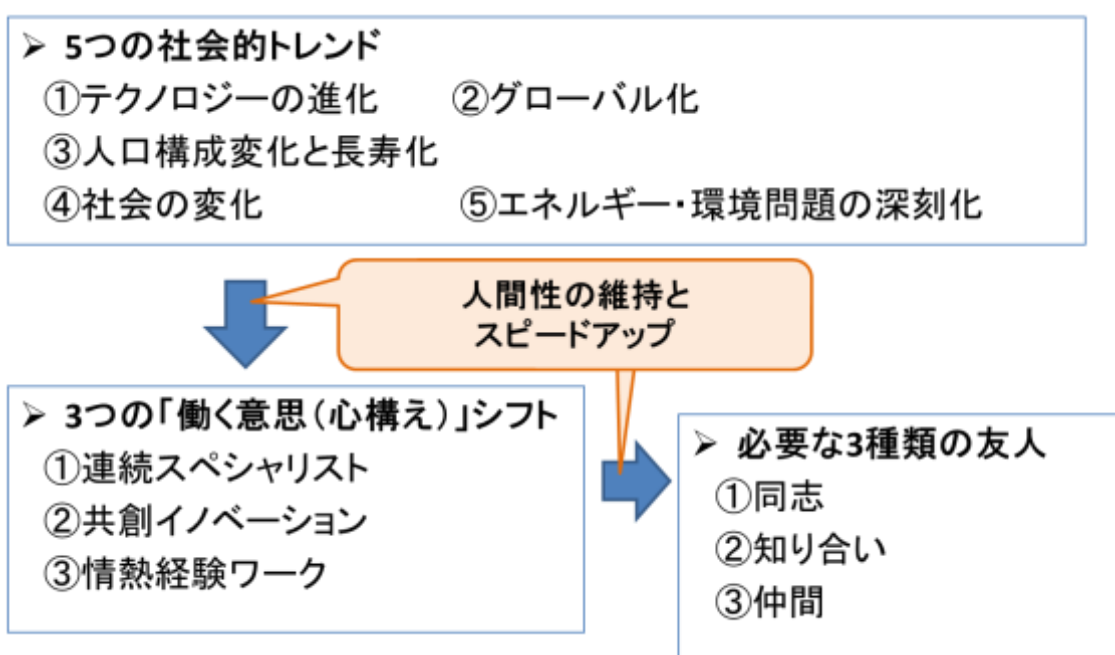 ➢ 5つの社会的トレンド
①テクノロジーの進化 ②グローバル化
③人口構成変化と長寿化
④社会の変化 ⑤エネルギー・環境問題の深刻化
人間性の維持と
スピードアップ
➢ 3つの「働く意思(心構え)」シフト
①連続スペシャリスト
②共創イノベーション
③情熱経験ワーク
➢ 必要な3種類の友人
①同志
②知り合い
③仲間